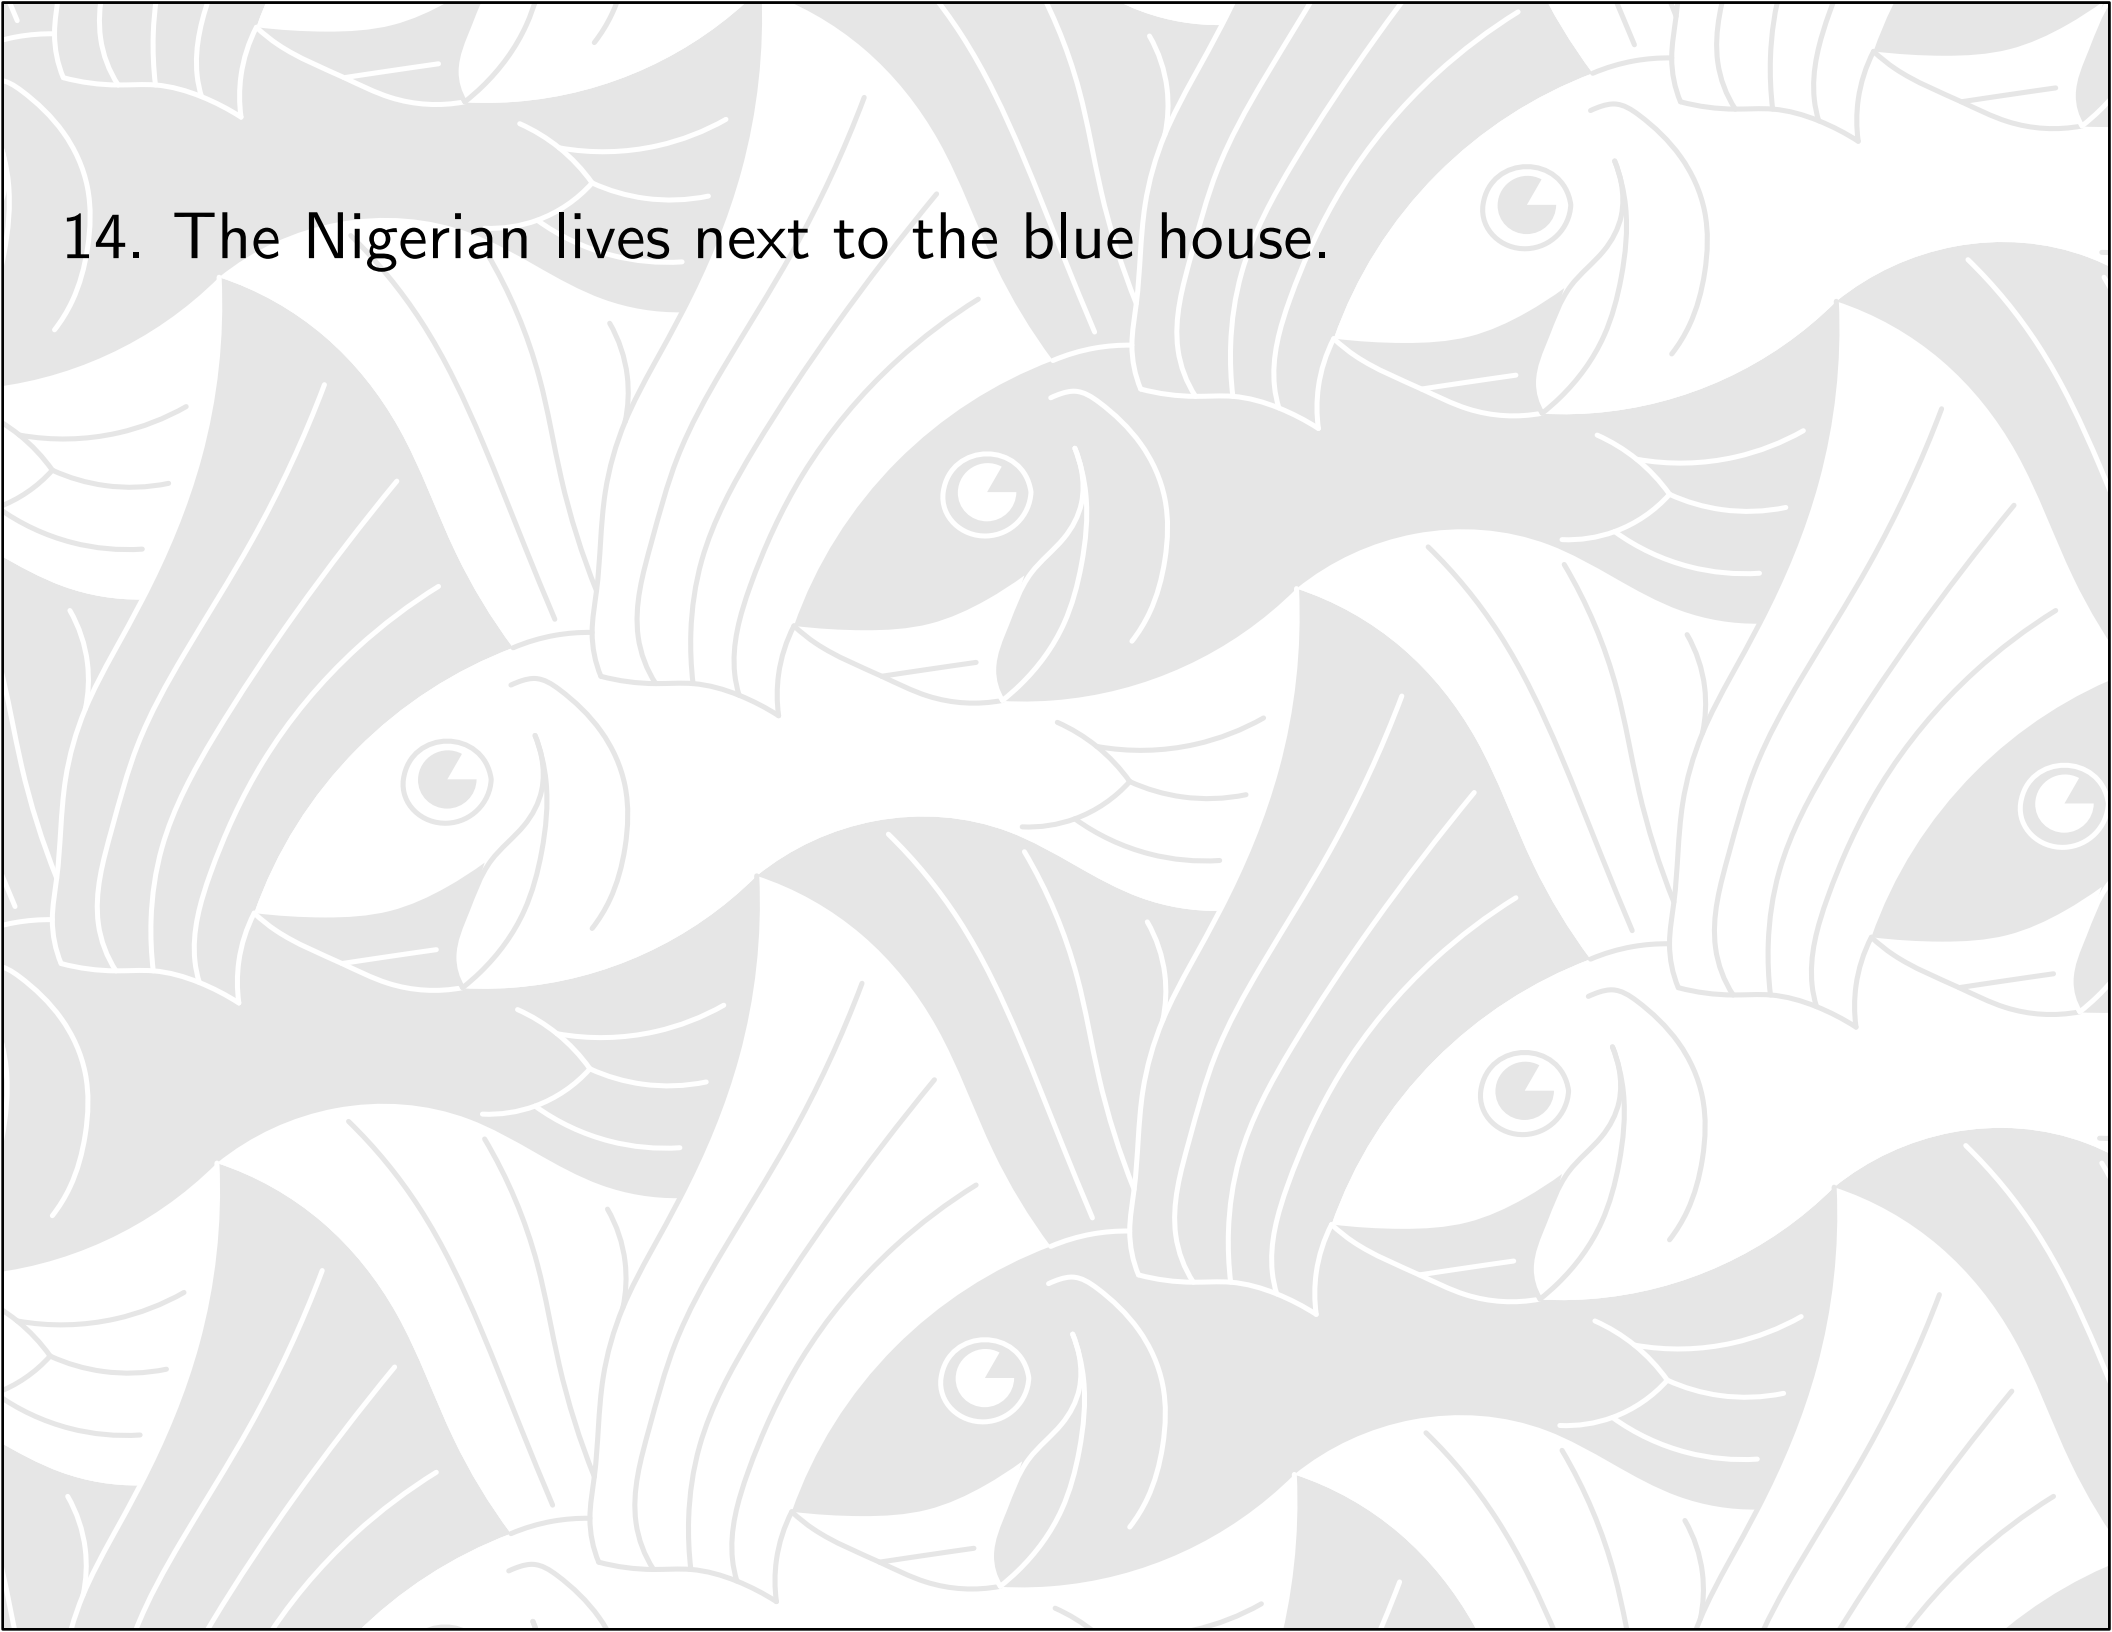 14. The Nigerian lives next to the blue house.